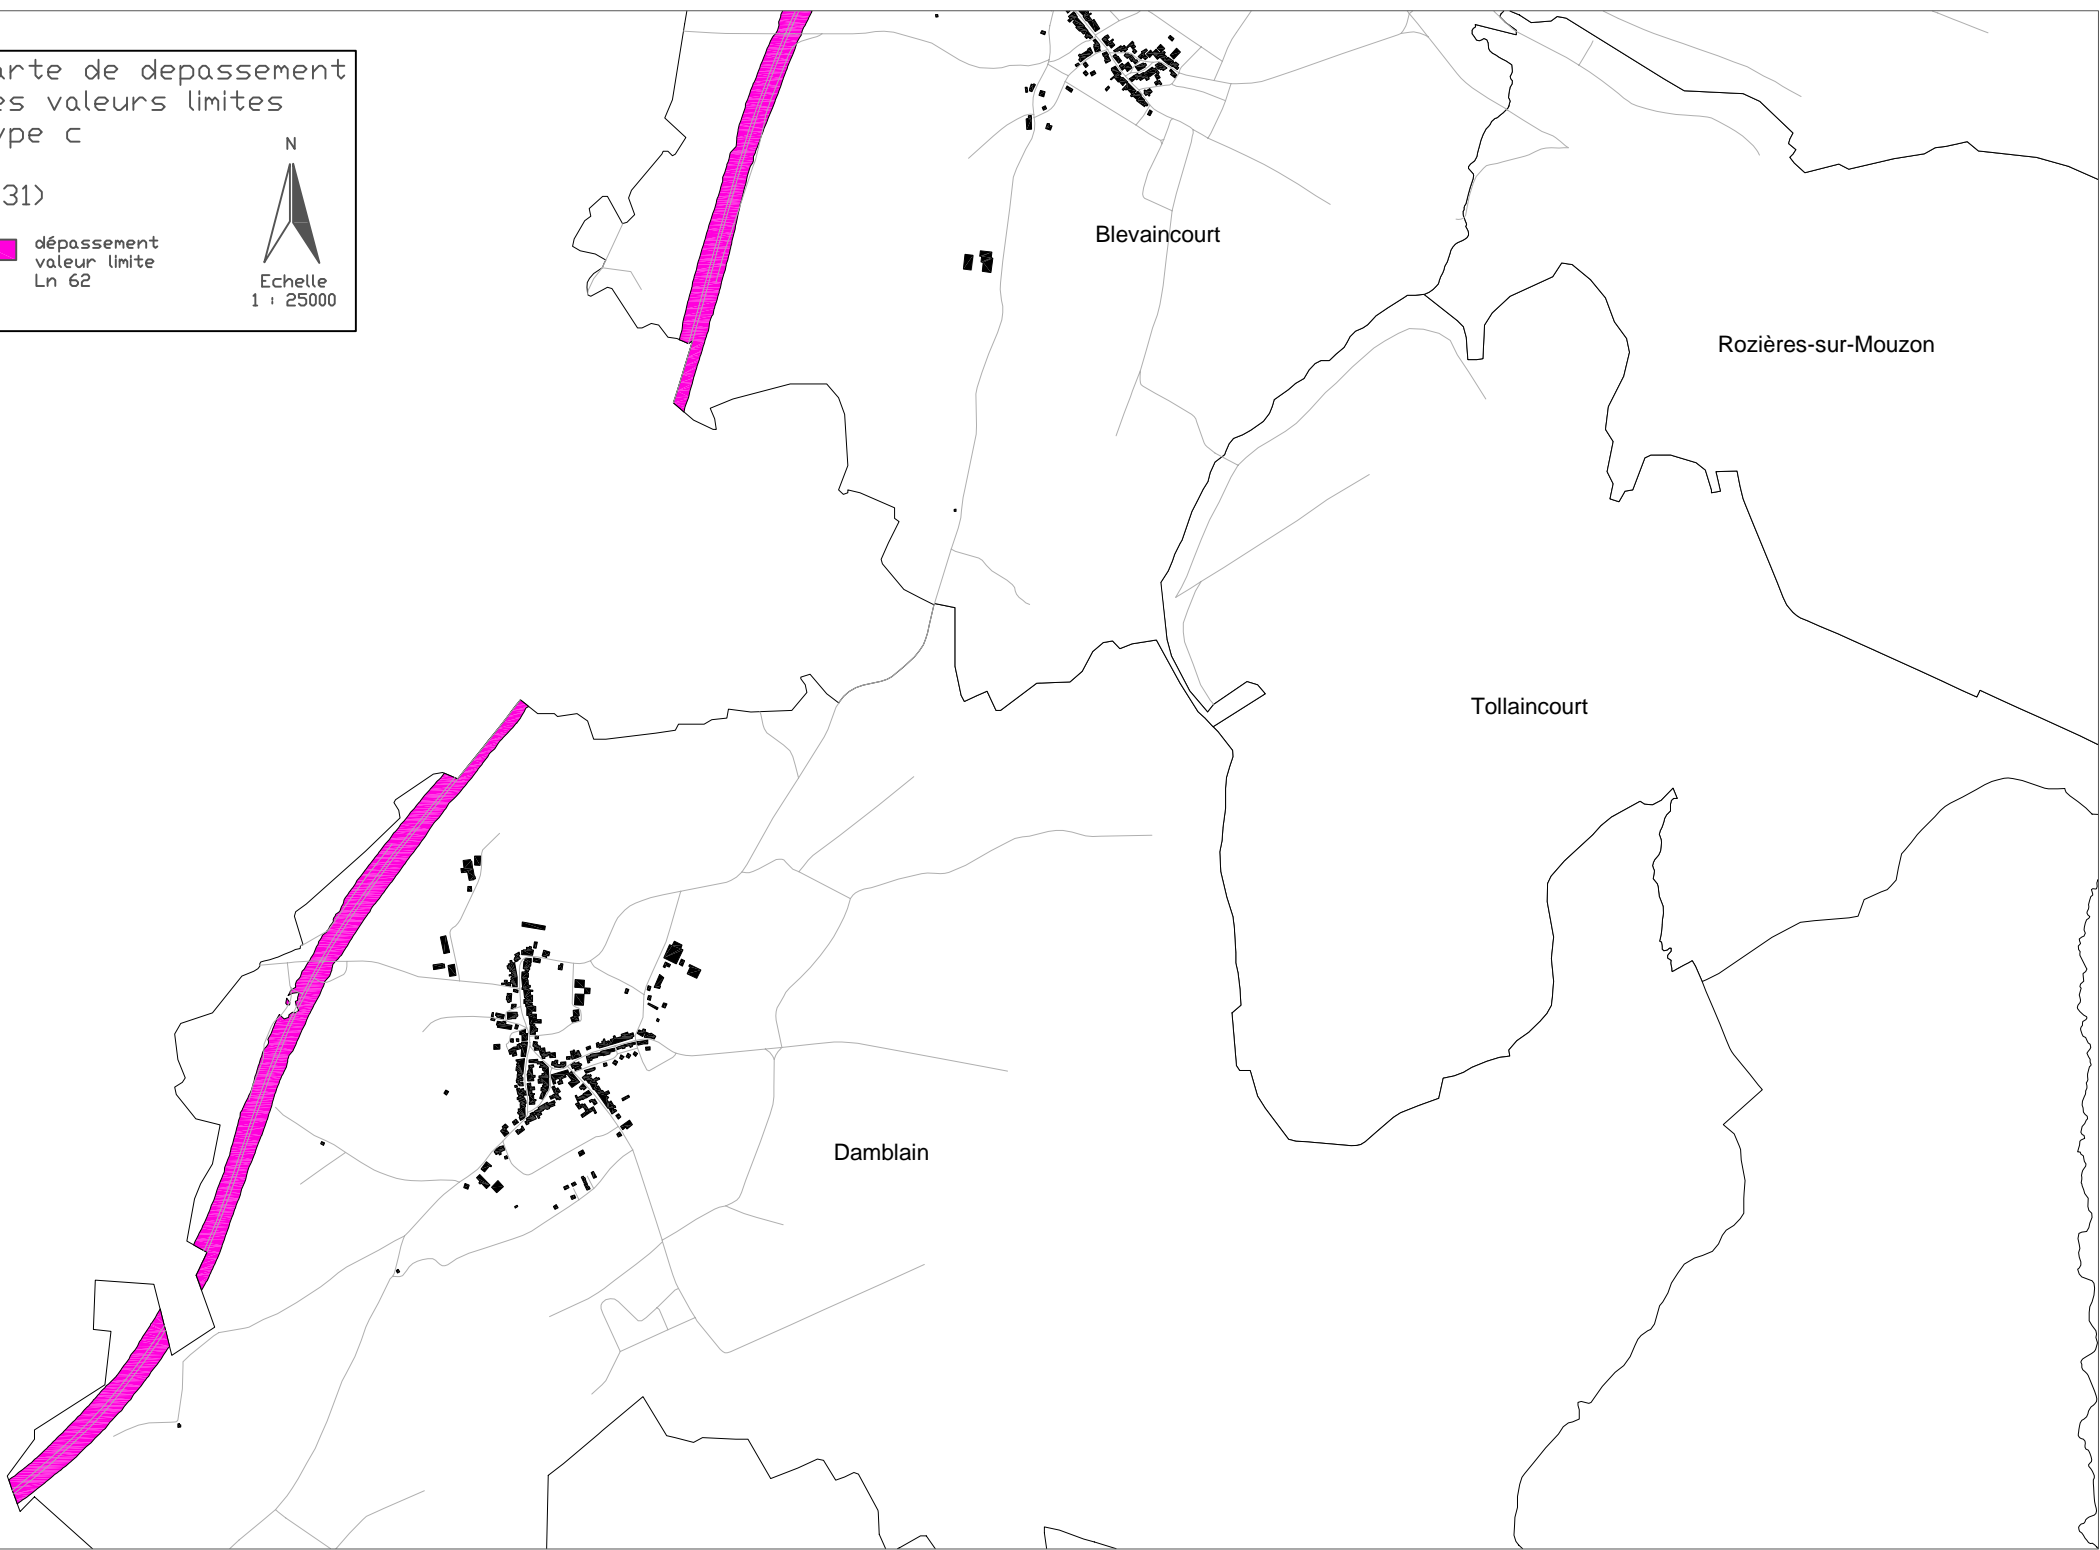 arte de depassement
es valeurs limites
ype c
31)
N
dépassement
valeur limite
Ln 62
Echelle
1 : 25000
Blevaincourt
Rozières-sur-Mouzon
Tollaincourt
Damblain